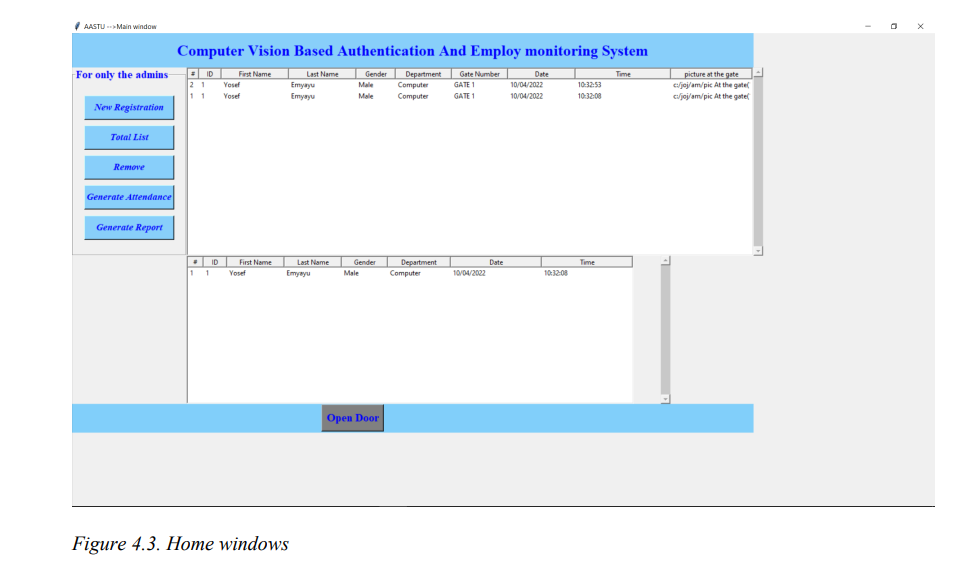 AASTU -->Main window
Computer Vision Based Authentication And Employ monitoring System
For only the admins
New Registration
Total List
Remove
Generate Attendance
Generate Report
# ID First Name Last Name Gender Department Gate Number Date Time picture at the gate
2 1 Yosef Emyayu Male Computer GATE 1 10/04/2022 10:32:53 c:/joj/am/pic At the gate(
1 1 Yosef Emyayu Male Computer GATE 1 10/04/2022 10:32:08 c:/joj/am/pic At the gate(
# ID First Name Last Name Gender Department Date Time
1 1 Yosef Emyayu Male Computer 10/04/2022 10:32:08
Open Door
Figure 4.3. Home windows